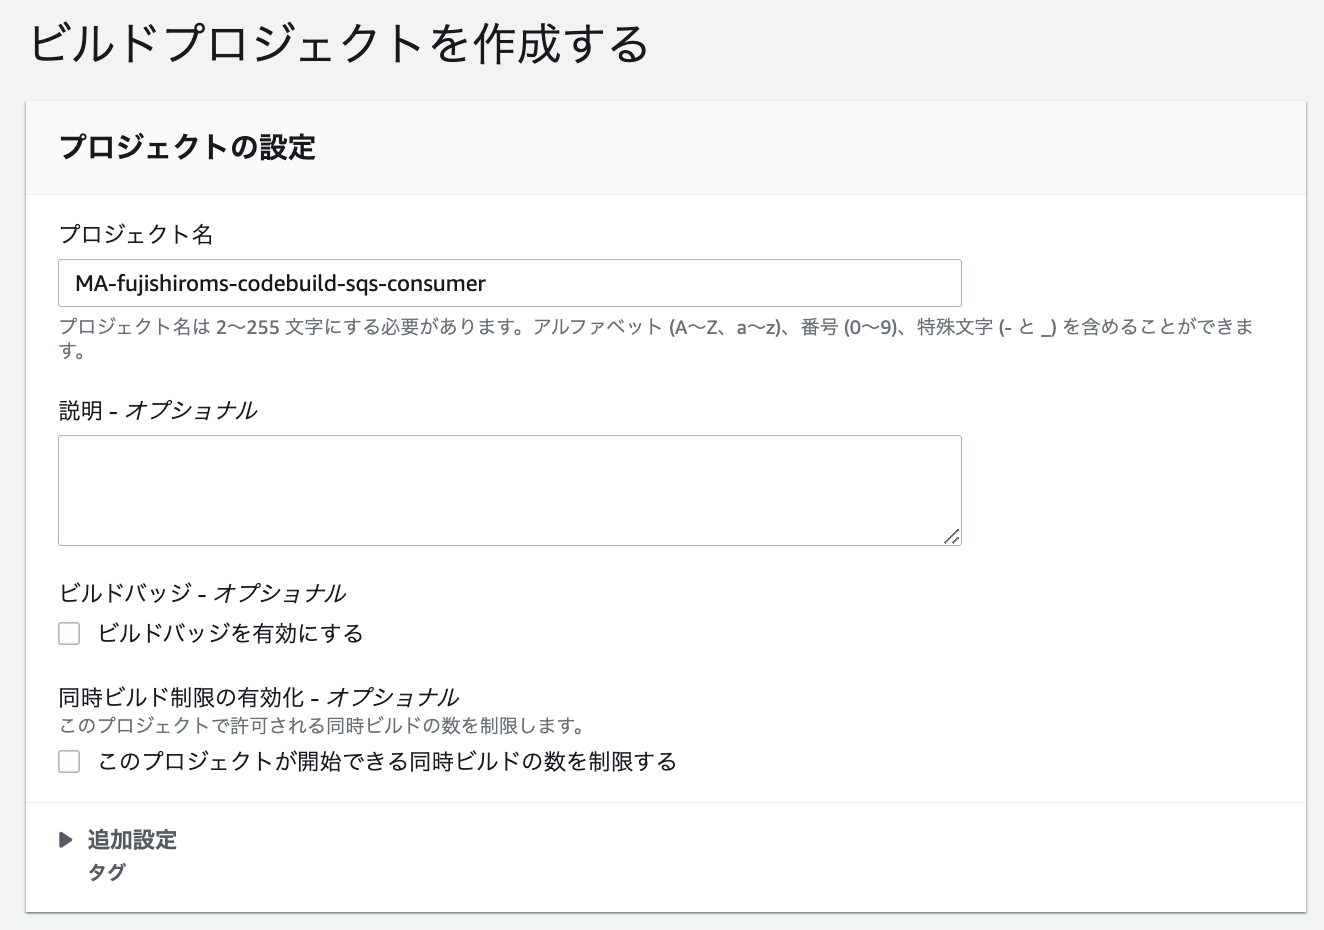 ビルドプロジェクトを作成する
プロジェクトの設定
プロジェクト名
MA-fujishiroms-codebuild-sqs-consumer
プロジェクト名は 2〜255 文字にする必要があります。アルファベット (A〜Z、a〜z)、番号 (0〜9)、特殊文字 (- と _) を含めることができま
す。
説明 - オプショナル
ビルドバッジ - オプショナル
ビルドバッジを有効にする
同時ビルド制限の有効化 - オプショナル
このプロジェクトで許可される同時ビルドの数を制限します。
このプロジェクトが開始できる同時ビルドの数を制限する
追加設定
タグ